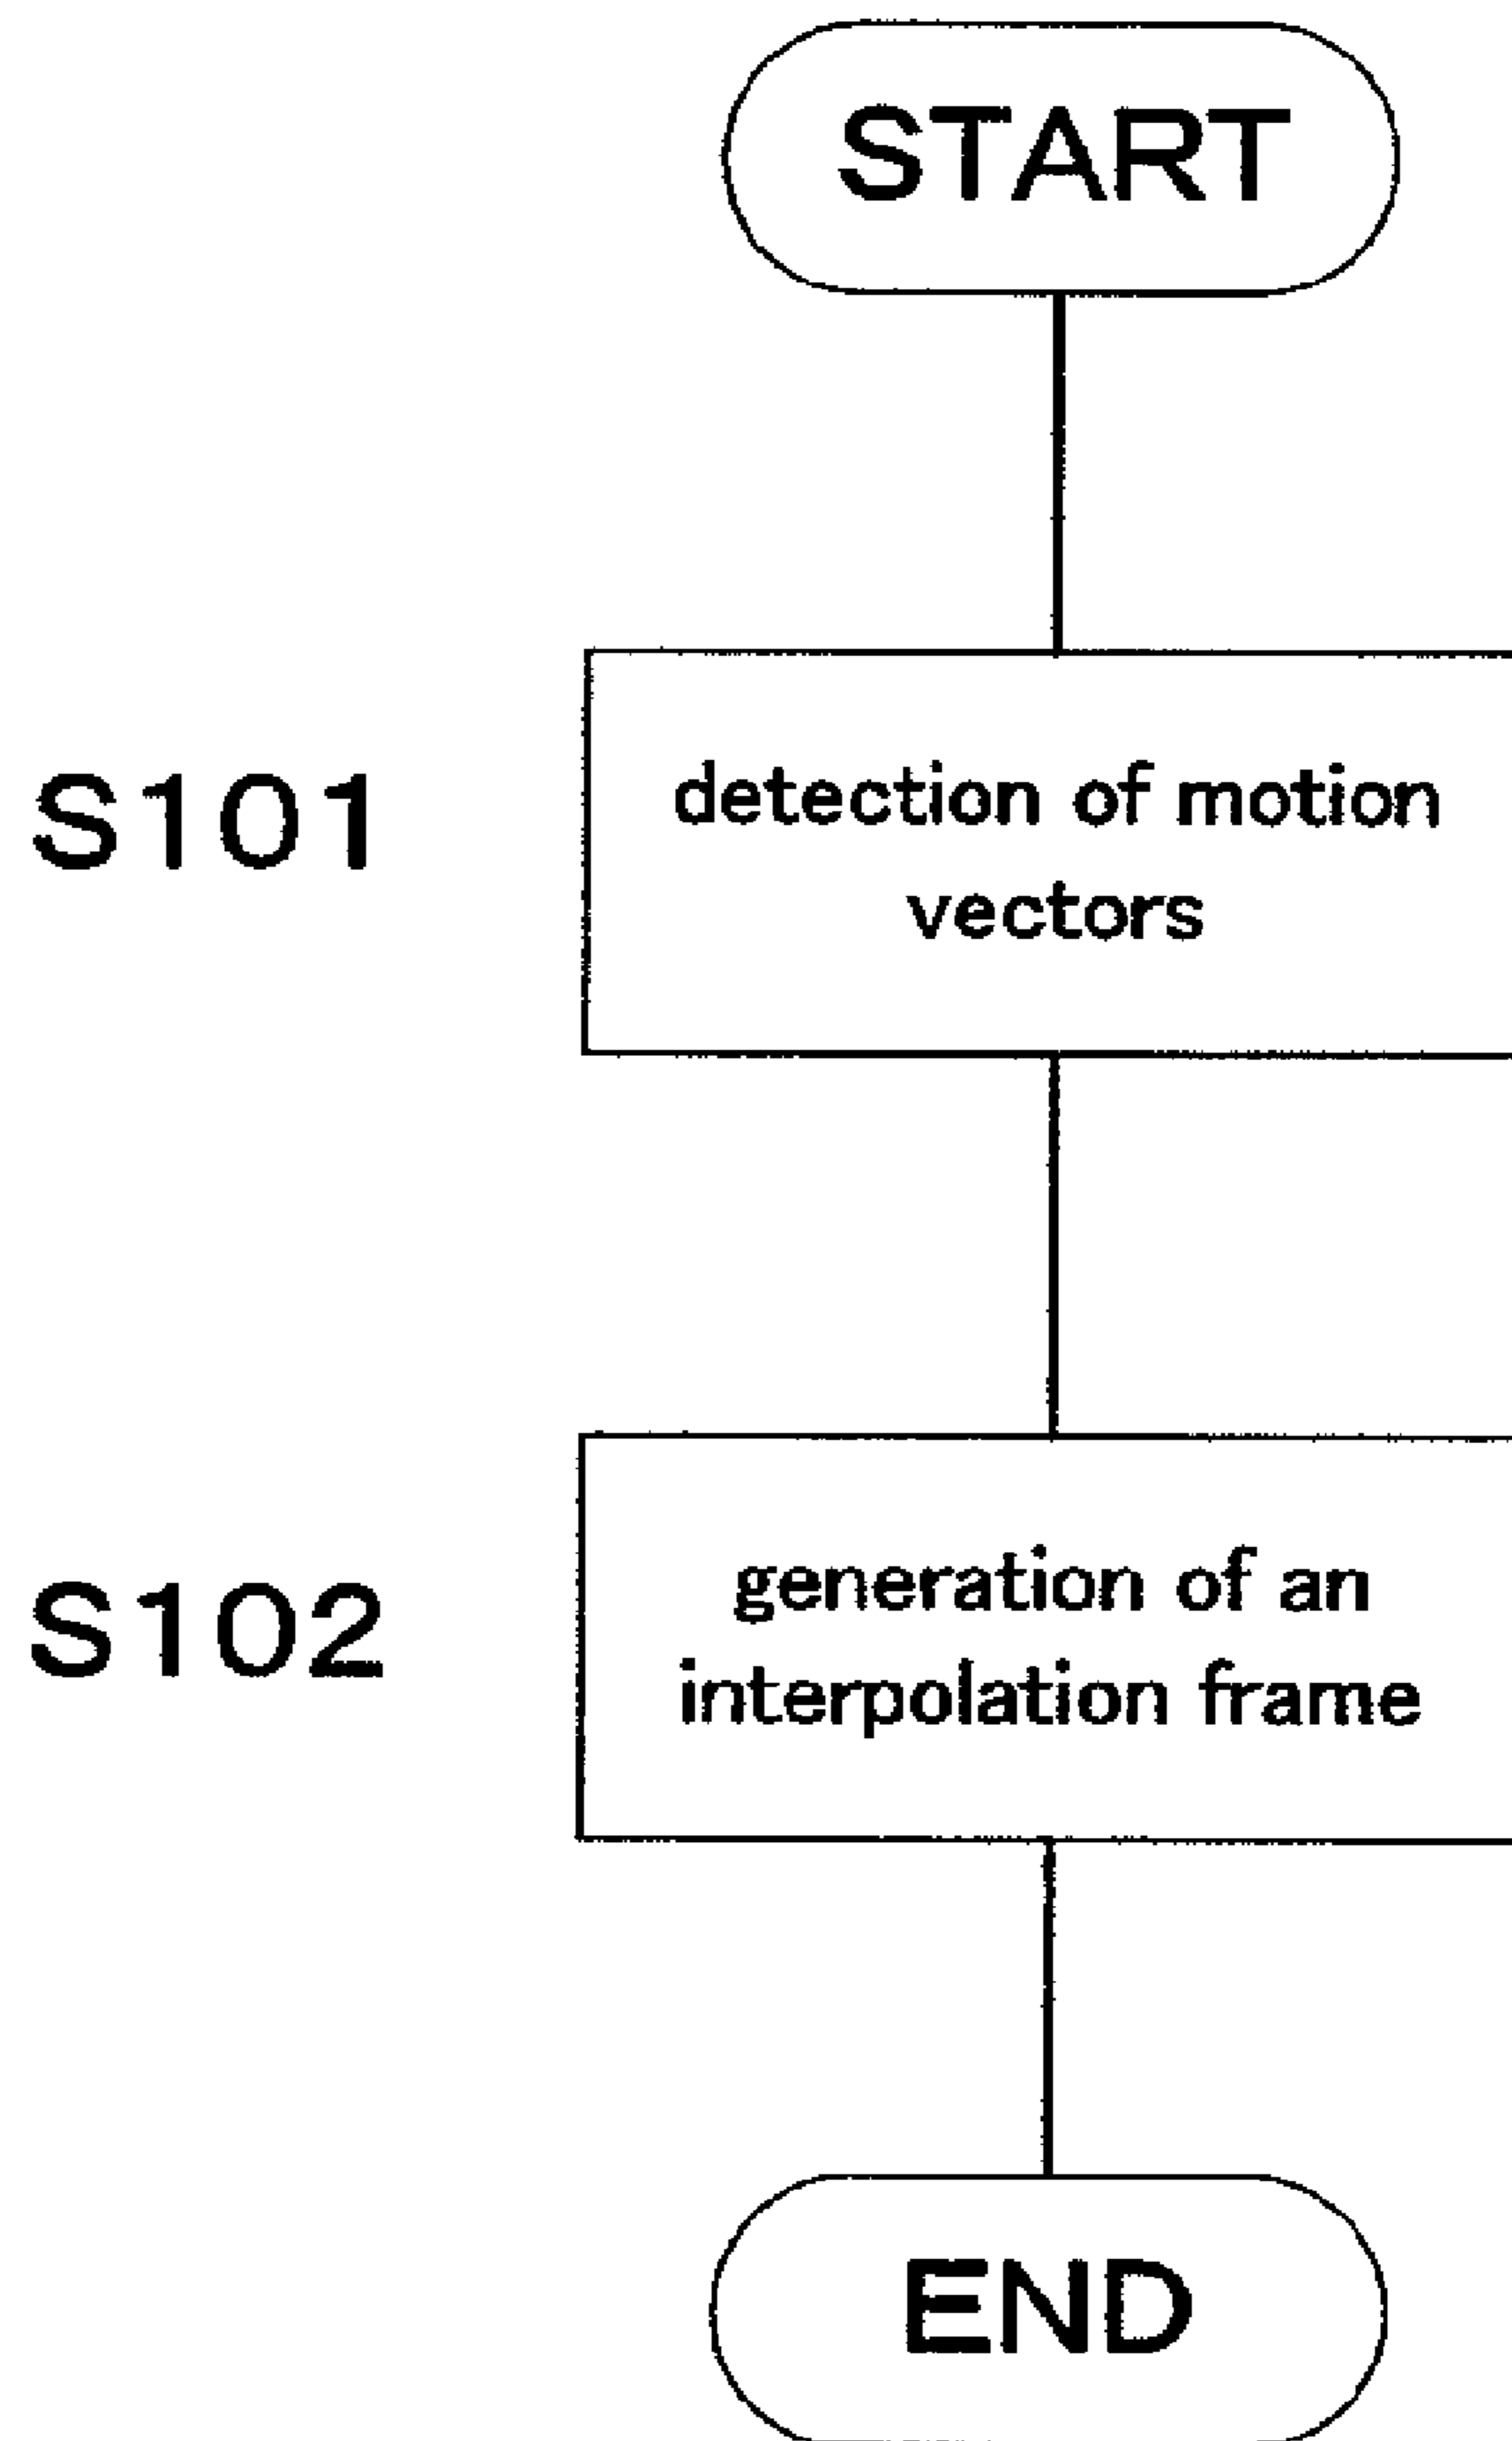 START
S101
detection of motion
vectors
S102
generation of an
interpolation frame
END